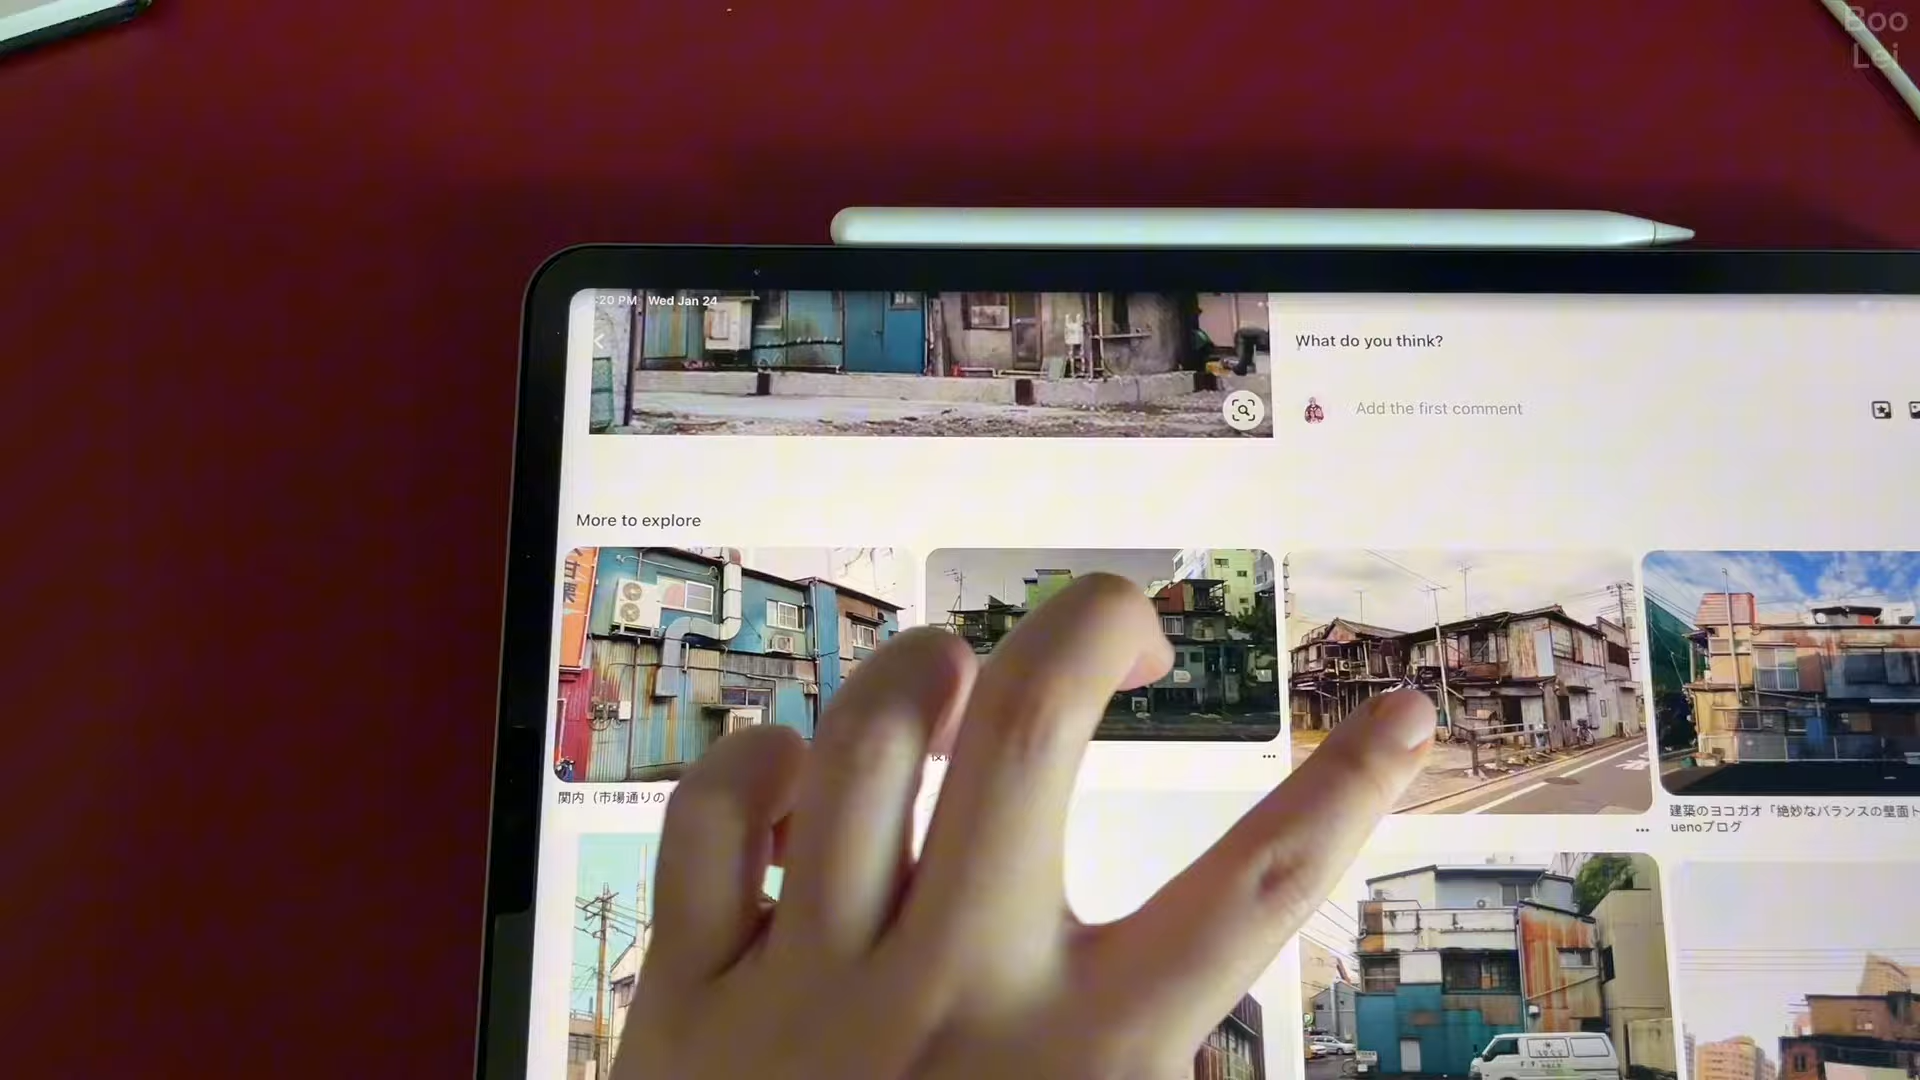 Boo
Lei
:20 PM Wed Jan 24
What do you think?
Add the first comment
More to explore
関内（市場通りの
建築のヨコガオ「絶妙なバランスの壁面ト
uenoブログ